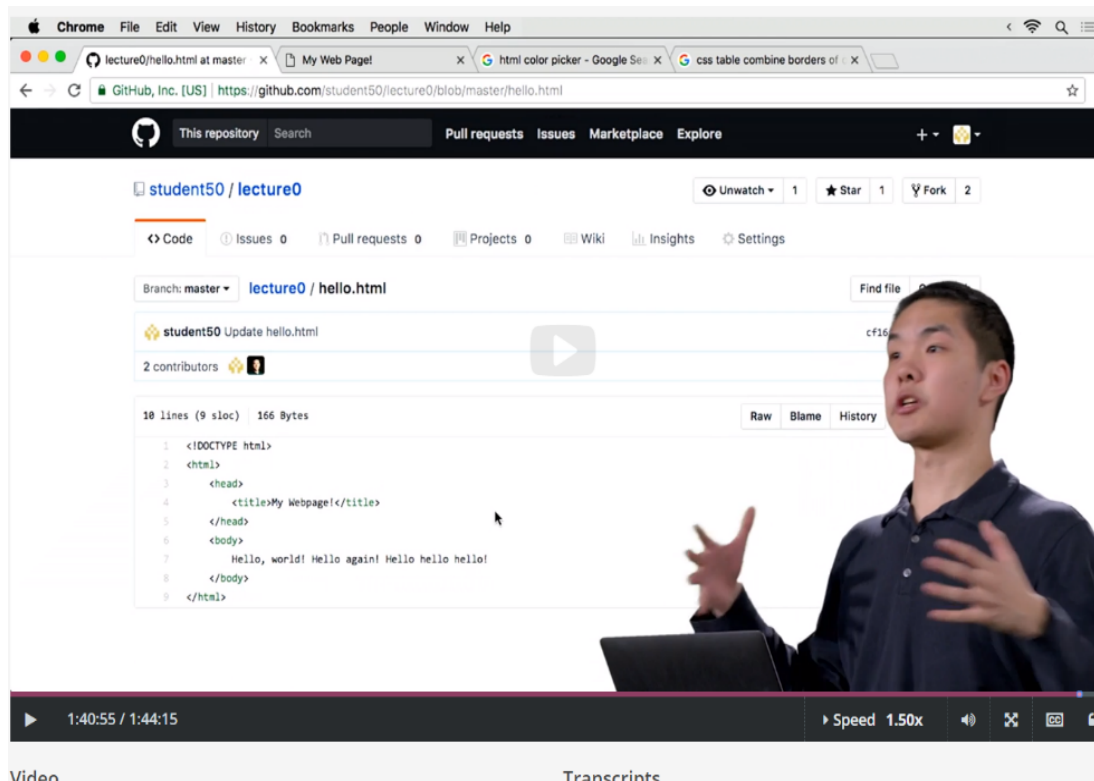 Chrome File Edit View History Bookmarks People Window Help
lecture0/hello.html at master My Web Page! html color picker - Google Sea css table combine borders of
GitHub, Inc. [US] | https://github.com/student50/lecture0/blob/master/hello.html
This repository Search Pull requests Issues Marketplace Explore
student50 / lecture0 Unwatch 1 Star 1 Fork 2
Code Issues 0 Pull requests 0 Projects 0 Wiki Insights Settings
Branch: master lecture0 / hello.html Find file
student50 Update hello.html cf16
2 contributors
10 lines (9 sloc) 166 Bytes Raw Blame History
1 <!DOCTYPE html>
2 <html>
3 <head>
4 <title>My Webpage!</title>
5 </head>
6 <body>
7 Hello, world! Hello again! Hello hello hello!
8 </body>
9 </html>
1:40:55 / 1:44:15 Speed 1.50x CC
Video Transcripts